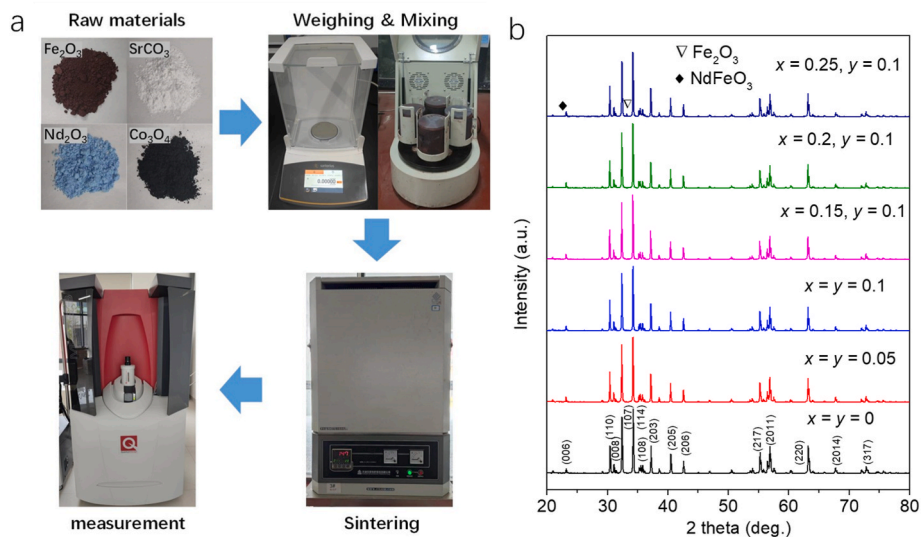 a
Raw materials
Fe₂O₃
SrCO₃
Nd₂O₃
Co₃O₄
Weighing & Mixing
measurement
Sintering
b
▽ Fe₂O₃
◆ NdFeO₃
x = 0.25, y = 0.1
x = 0.2, y = 0.1
x = 0.15, y = 0.1
x = y = 0.1
x = y = 0.05
x = y = 0
(006)
(110)
(008)
(107)
(114)
(108)
(203)
(205)
(206)
(217)
(2011)
(220)
(2014)
(317)
Intensity (a.u.)
20 30 40 50 60 70 80
2 theta (deg.)